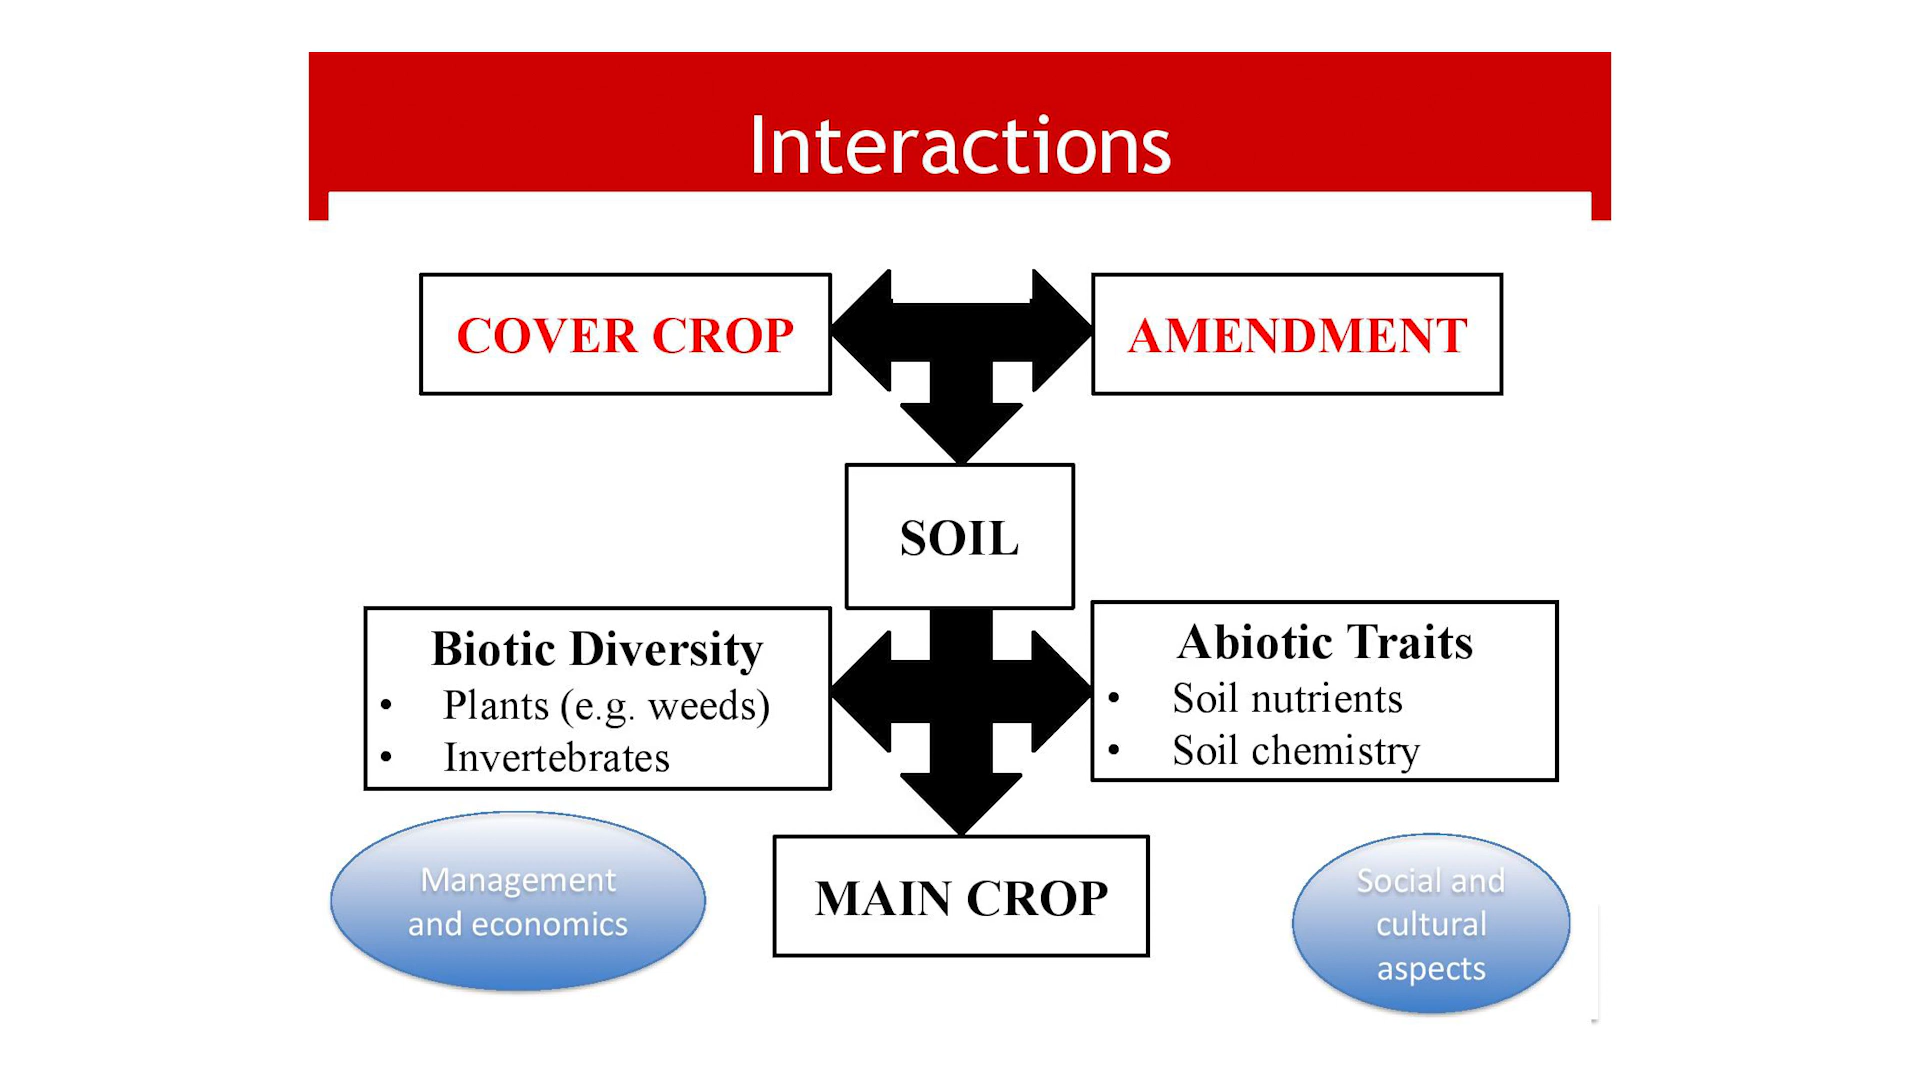 Interactions
COVER CROP
AMENDMENT
SOIL
Biotic Diversity
• Plants (e.g. weeds)
• Invertebrates
Abiotic Traits
• Soil nutrients
• Soil chemistry
MAIN CROP
Management
and economics
Social and
cultural
aspects